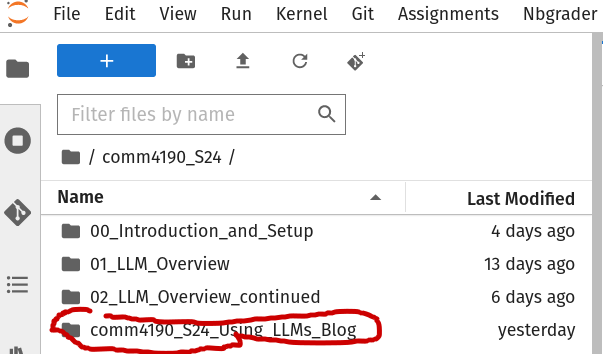 File Edit View Run Kernel Git Assignments Nbgrader
Filter files by name
/ comm4190_S24 /
Name Last Modified
00_Introduction_and_Setup 4 days ago
01_LLM_Overview 13 days ago
02_LLM_Overview_continued 6 days ago
comm4190_S24_Using_LLMs_Blog yesterday